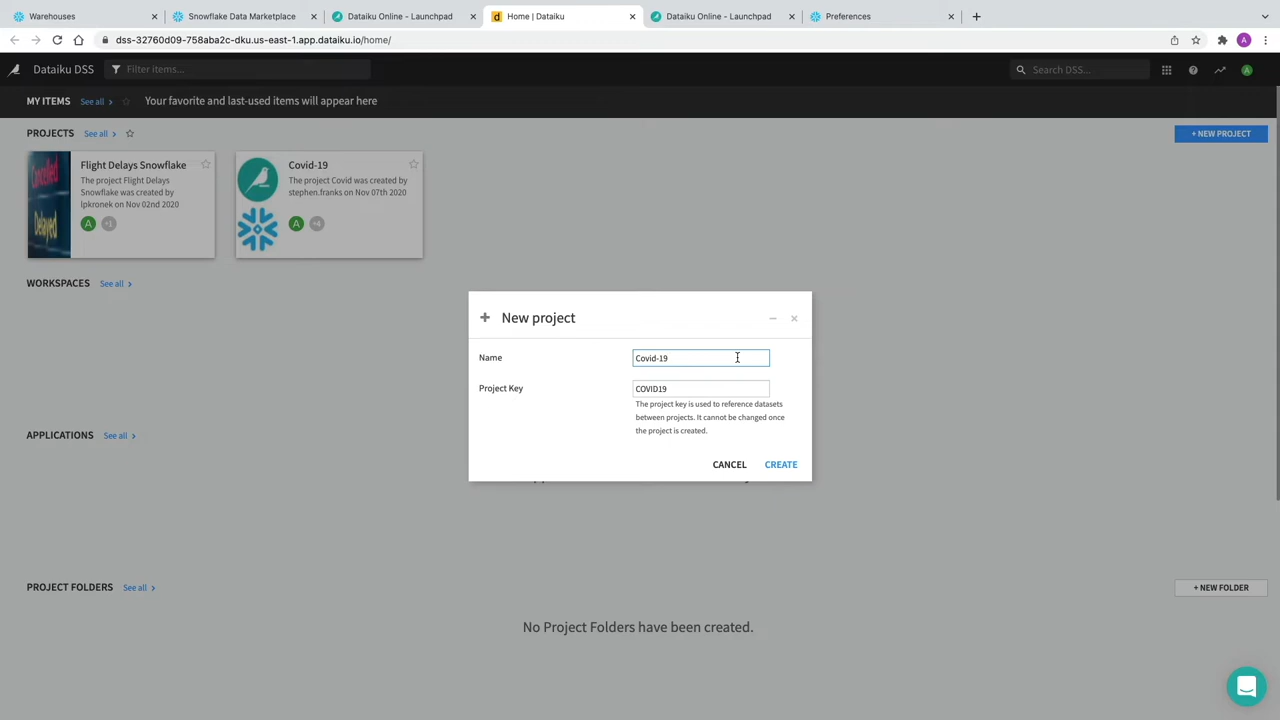 Warehouses
Snowflake Data Marketplace
Dataiku Online - Launchpad
Home | Dataiku
Dataiku Online - Launchpad
Preferences
dss-32760d09-758aba2c-dku.us-east-1.app.dataiku.io/home/
A
Dataiku DSS
Filter items...
Search DSS...
A
MY ITEMS
See all
Your favorite and last-used items will appear here
PROJECTS
See all
+ NEW PROJECT
Cancelled
Delayed
Flight Delays Snowflake
The project Flight Delays
Snowflake was created by
lpkronek on Nov 02nd 2020
A
+1
Covid-19
The project Covid was created by
stephen.franks on Nov 07th 2020
A
+4
WORKSPACES
See all
New project
Name
Covid-19
Project Key
COVID19
The project key is used to reference datasets
between projects. It cannot be changed once
the project is created.
CANCEL
CREATE
APPLICATIONS
See all
PROJECT FOLDERS
See all
+ NEW FOLDER
No Project Folders have been created.